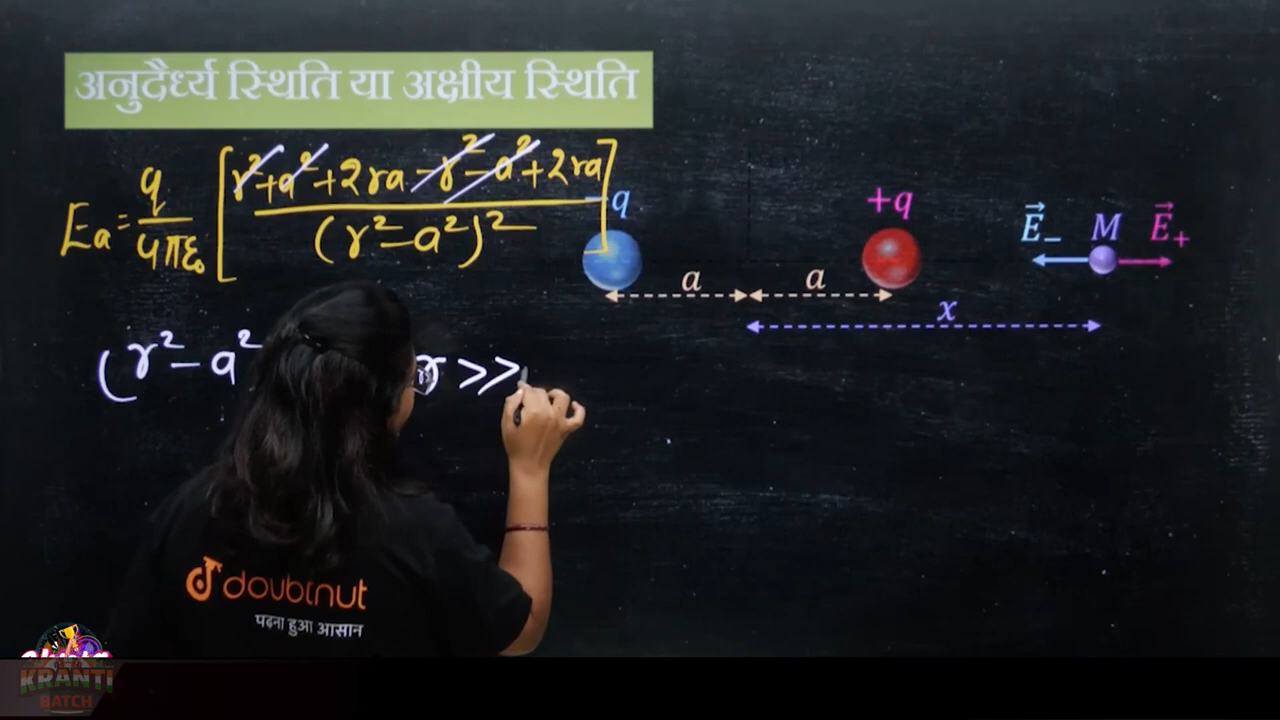 अनुदैर्ध्य स्थिति या अक्षीय स्थिति
Ea = q/4πε₀ [r²+a²+2ra-r²-a²+2ra/(r²-a²)²]
-q
+q
E⃗₋ M E⃗₊
a a
x
(r²-a² r >>
doubtnut
पढ़ना हुआ आसान
KRANTI
BATCH